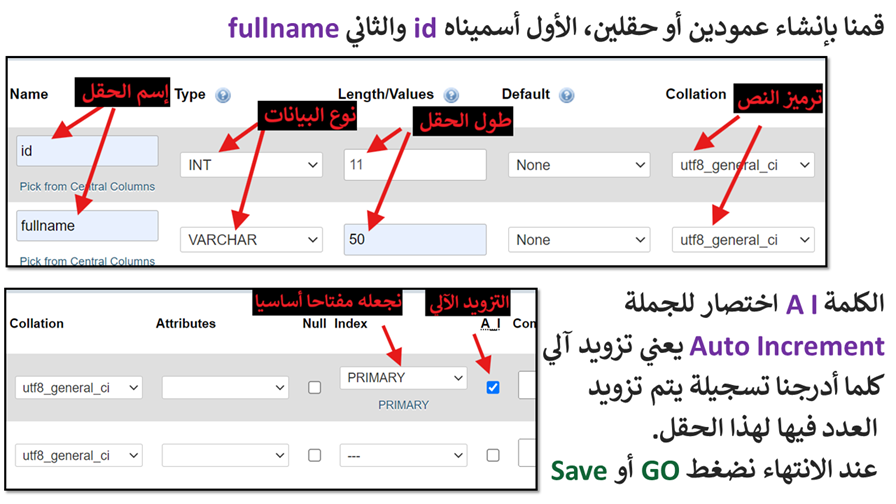 قمنا بإنشاء عمودين أو حقلين، الأول أسميناه id والثاني fullname
Name إسم الحقل Type Length/Values Default Collation ترميز النص
نوع البيانات طول الحقل
id INT 11 None utf8_general_ci
Pick from Central Columns
fullname VARCHAR 50 None utf8_general_ci
Pick from Central Columns
نجعله مفتاحا أساسيا التزويد الآلي
Collation Attributes Null Index A_I Con
utf8_general_ci PRIMARY
PRIMARY
utf8_general_ci ---
الكلمة A I اختصار للجملة
Auto Increment يعني تزويد آلي
كلما أدرجنا تسجيلة يتم تزويد
العدد فيها لهذا الحقل.
عند الانتهاء نضغط GO أو Save